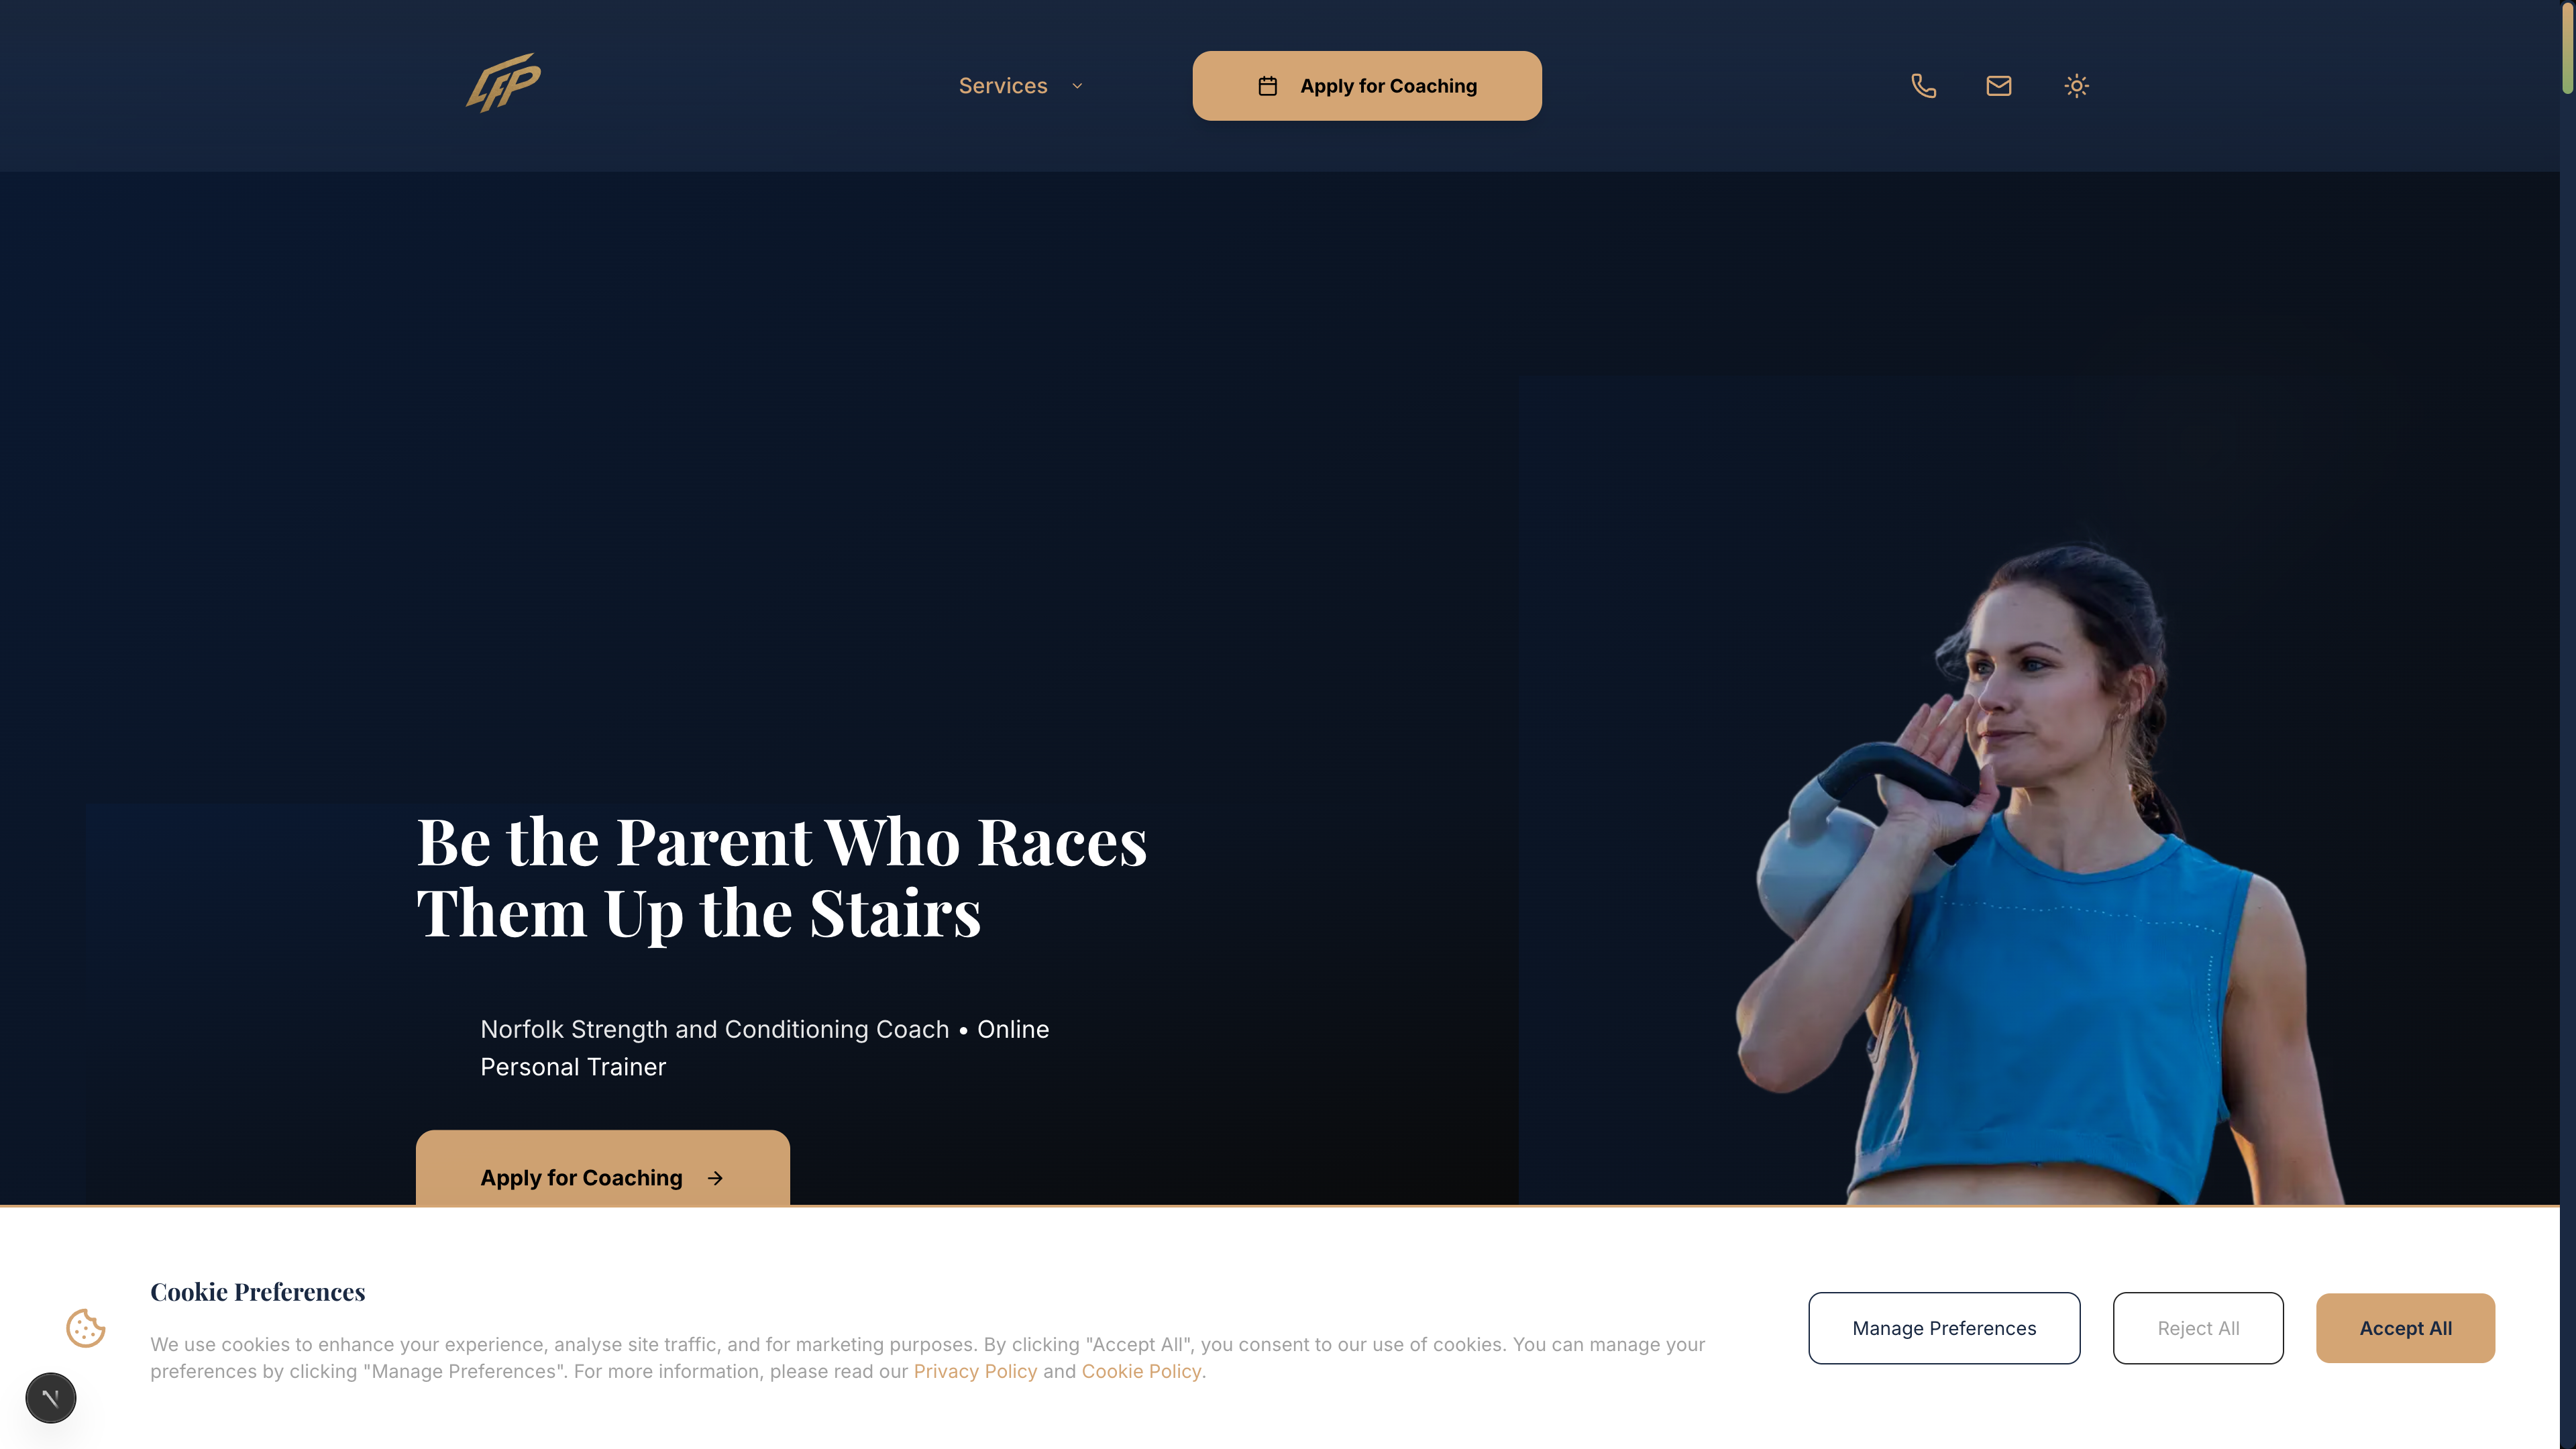 LFP
Services
Apply for Coaching
Be the Parent Who Races
Them Up the Stairs
Norfolk Strength and Conditioning Coach • Online
Personal Trainer
Apply for Coaching
Cookie Preferences
We use cookies to enhance your experience, analyse site traffic, and for marketing purposes. By clicking "Accept All", you consent to our use of cookies. You can manage your
preferences by clicking "Manage Preferences". For more information, please read our Privacy Policy and Cookie Policy.
Manage Preferences
Reject All
Accept All
N